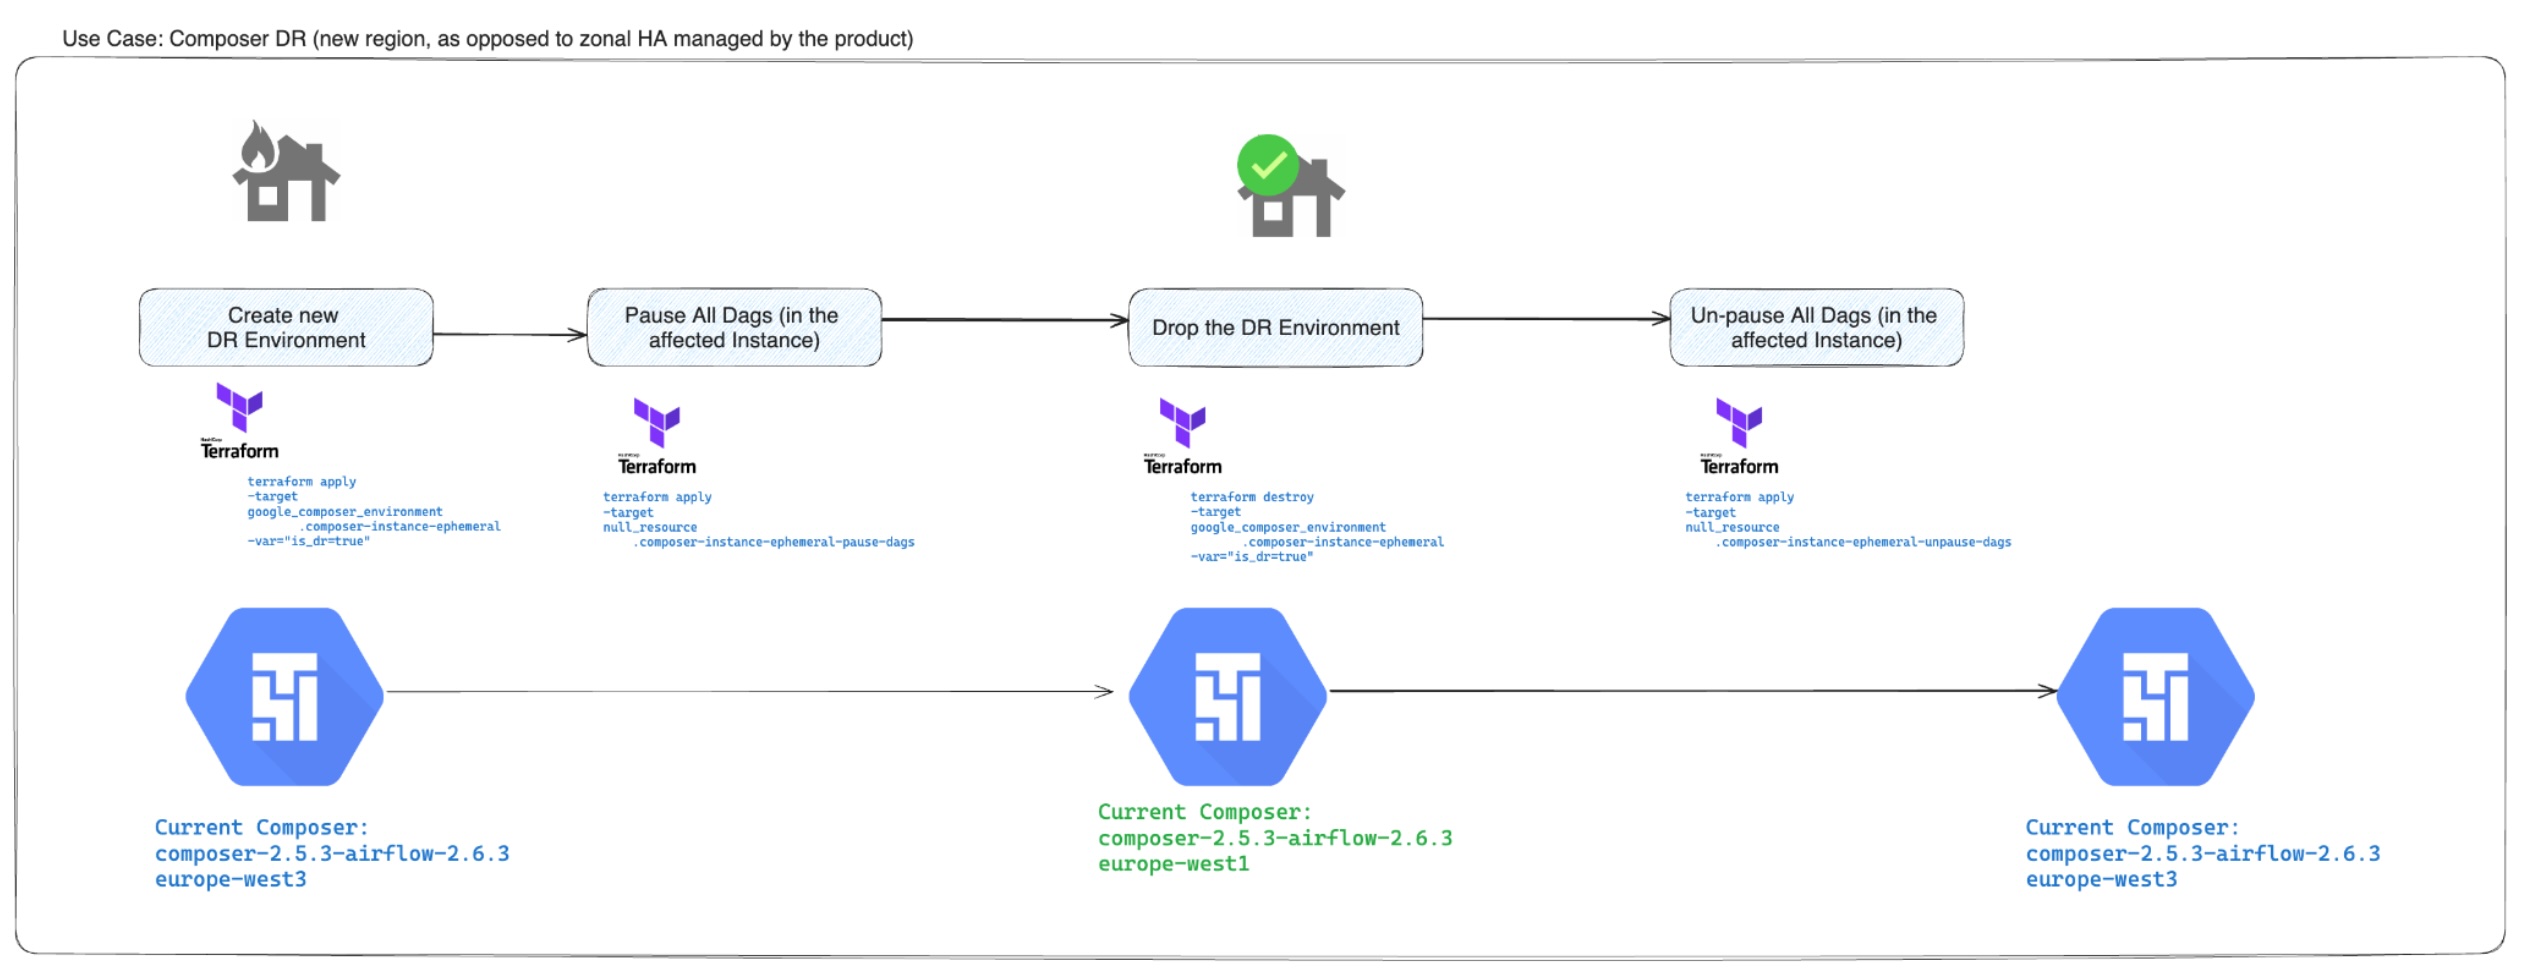 Use Case: Composer DR (new region, as opposed to zonal HA managed by the product)
Create new
DR Environment
Pause All Dags (in the
affected Instance)
Drop the DR Environment
Un-pause All Dags (in the
affected Instance)
HashiCorp
Terraform
terraform apply
-target
google_composer_environment
.composer-instance-ephemeral
-var="is_dr=true"
HashiCorp
Terraform
terraform apply
-target
null_resource
.composer-instance-ephemeral-pause-dags
HashiCorp
Terraform
terraform destroy
-target
google_composer_environment
.composer-instance-ephemeral
-var="is_dr=true"
HashiCorp
Terraform
terraform apply
-target
null_resource
.composer-instance-ephemeral-unpause-dags
Current Composer:
composer-2.5.3-airflow-2.6.3
europe-west3
Current Composer:
composer-2.5.3-airflow-2.6.3
europe-west1
Current Composer:
composer-2.5.3-airflow-2.6.3
europe-west3